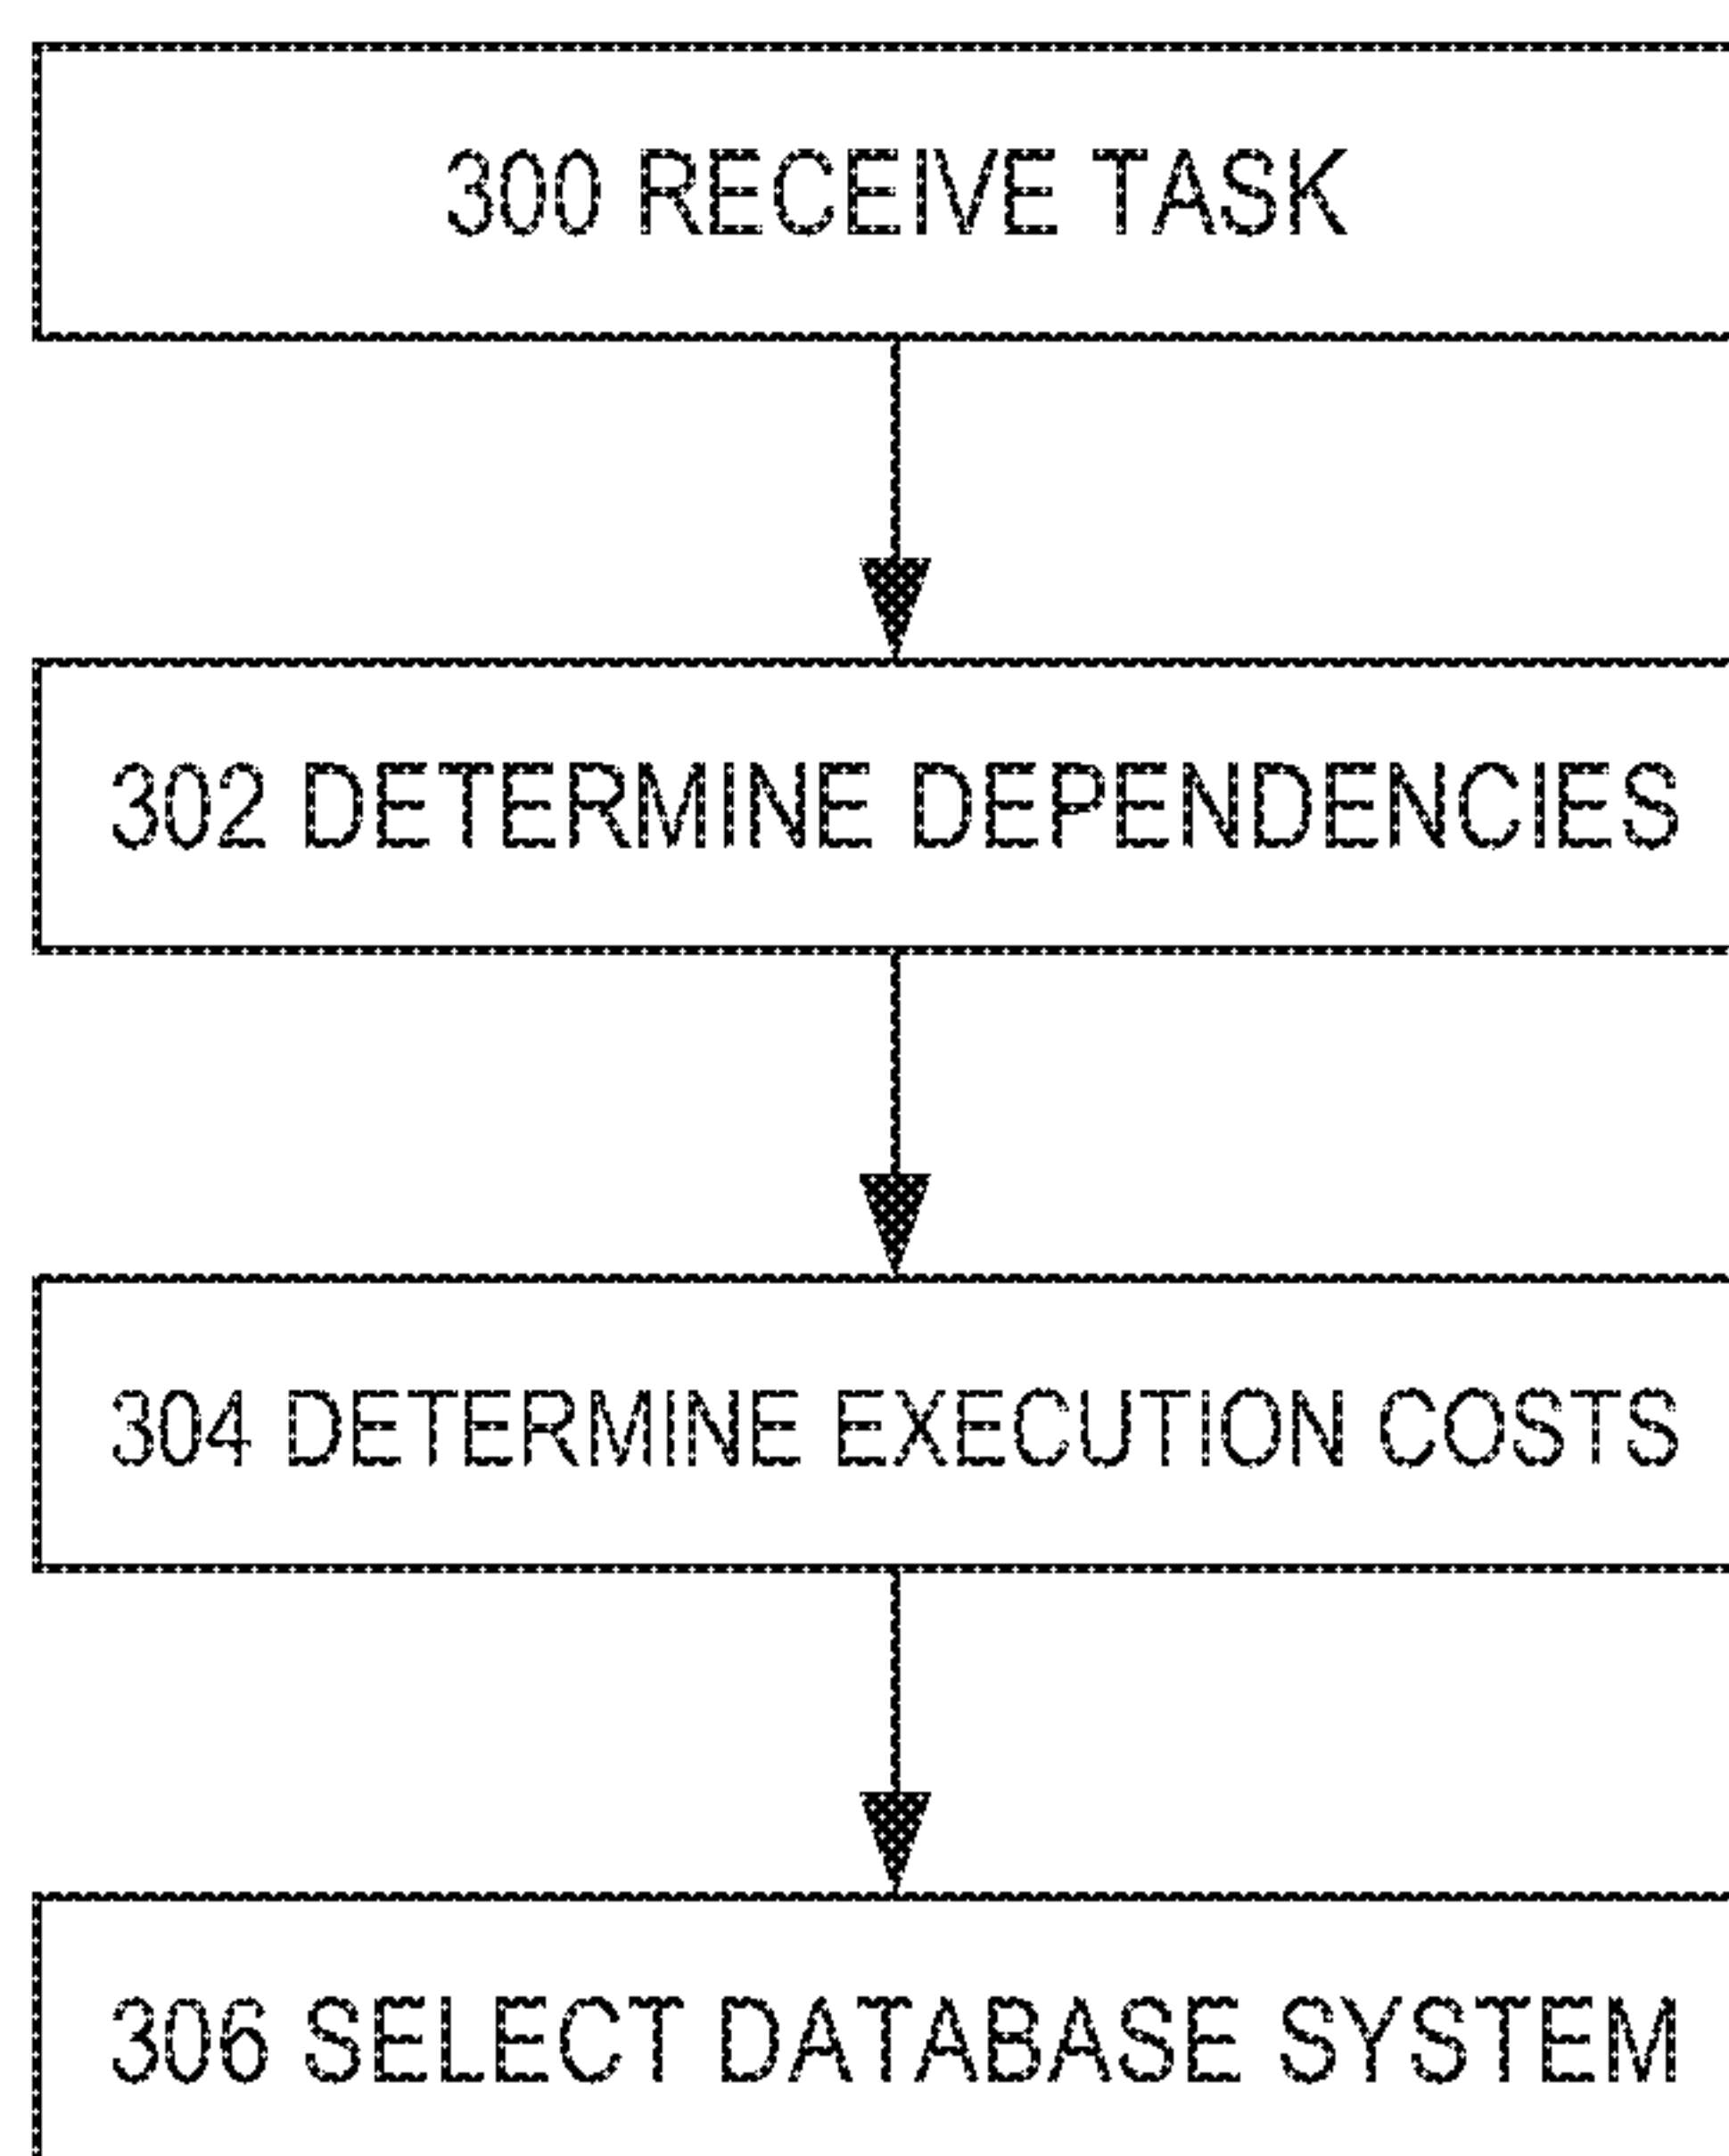 300 RECEIVE TASK
302 DETERMINE DEPENDENCIES
304 DETERMINE EXECUTION COSTS
306 SELECT DATABASE SYSTEM